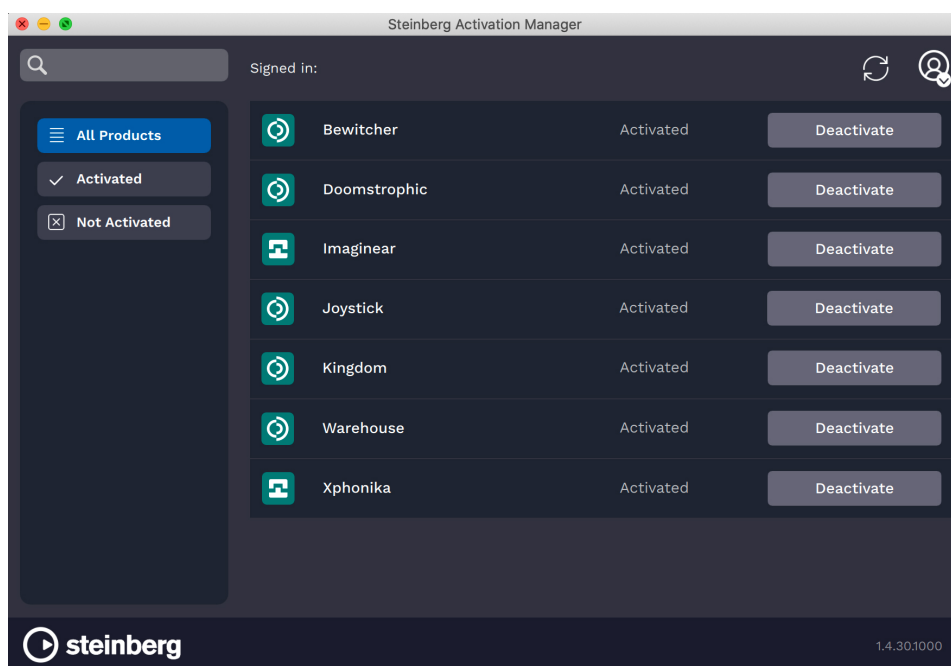 Steinberg Activation Manager
Signed in:
All Products
Activated
Not Activated
Bewitcher Activated Deactivate
Doomstrophic Activated Deactivate
Imaginear Activated Deactivate
Joystick Activated Deactivate
Kingdom Activated Deactivate
Warehouse Activated Deactivate
Xphonika Activated Deactivate
steinberg
1.4.30.1000